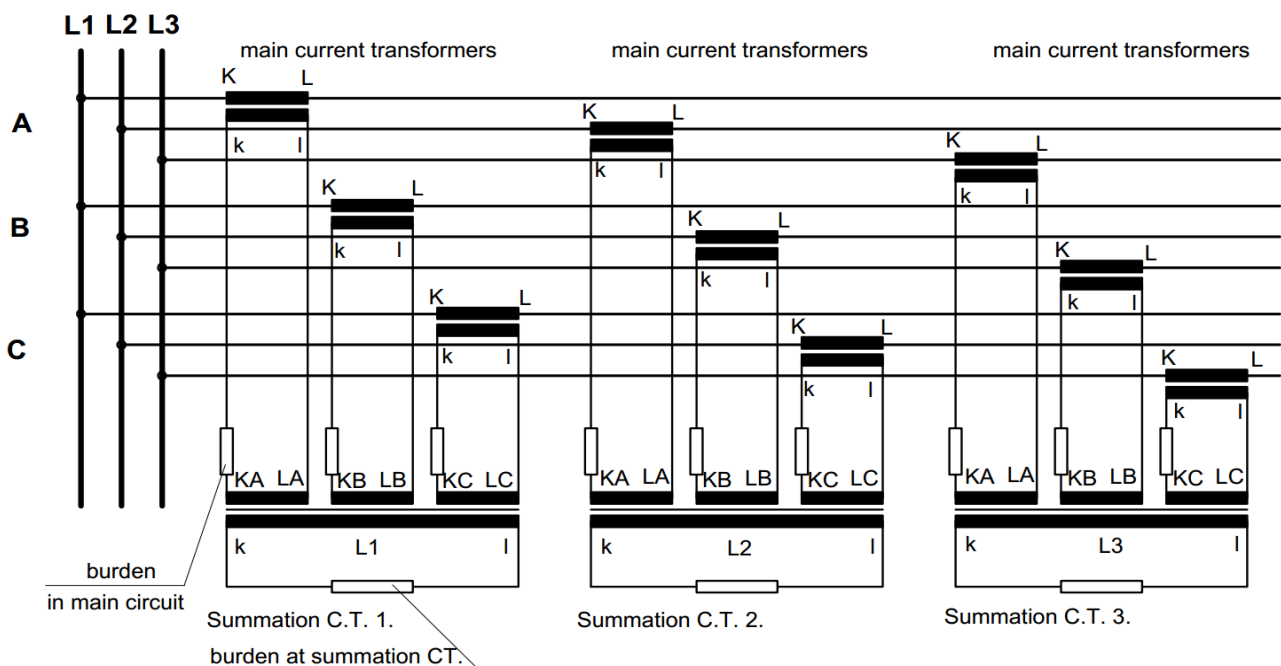 L1 L2 L3
main current transformers
main current transformers
main current transformers
K L
A
K L
k l
K L
k l
k l
K L
B
K L
k l
K L
k l
k l
K L
C
K L
k l
K L
k l
k l
KA LA KB LB KC LC
KA LA KB LB KC LC
KA LA KB LB KC LC
k L1 l
k L2 l
k L3 l
burden
in main circuit
Summation C.T. 1.
Summation C.T. 2.
Summation C.T. 3.
burden at summation CT.